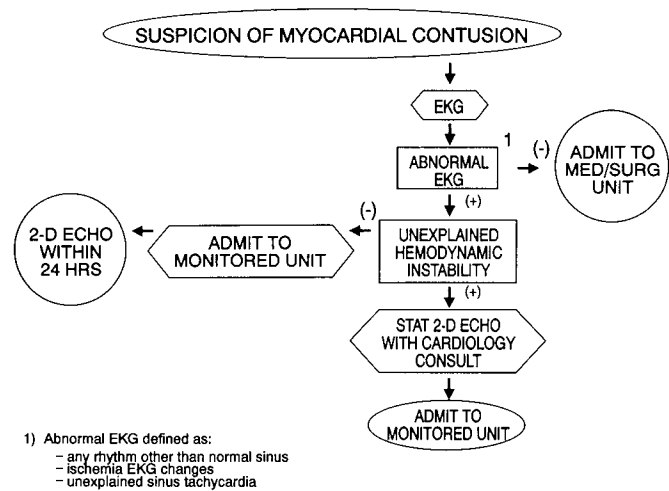 SUSPICION OF MYOCARDIAL CONTUSION
EKG
1
ABNORMAL
EKG
(-)
ADMIT TO
MED/SURG
UNIT
(+)
UNEXPLAINED
HEMODYNAMIC
INSTABILITY
(-)
ADMIT TO
MONITORED UNIT
2-D ECHO
WITHIN
24 HRS
(+)
STAT 2-D ECHO
WITH CARDIOLOGY
CONSULT
ADMIT TO
MONITORED UNIT
1) Abnormal EKG defined as:
– any rhythm other than normal sinus
– ischemia EKG changes
– unexplained sinus tachycardia